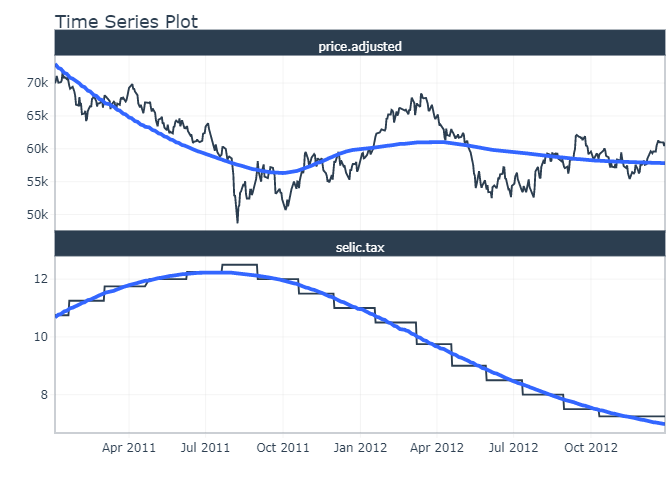 Time Series Plot
price.adjusted
70k
65k
60k
55k
50k
selic.tax
12
10
8
Apr 2011 Jul 2011 Oct 2011 Jan 2012 Apr 2012 Jul 2012 Oct 2012